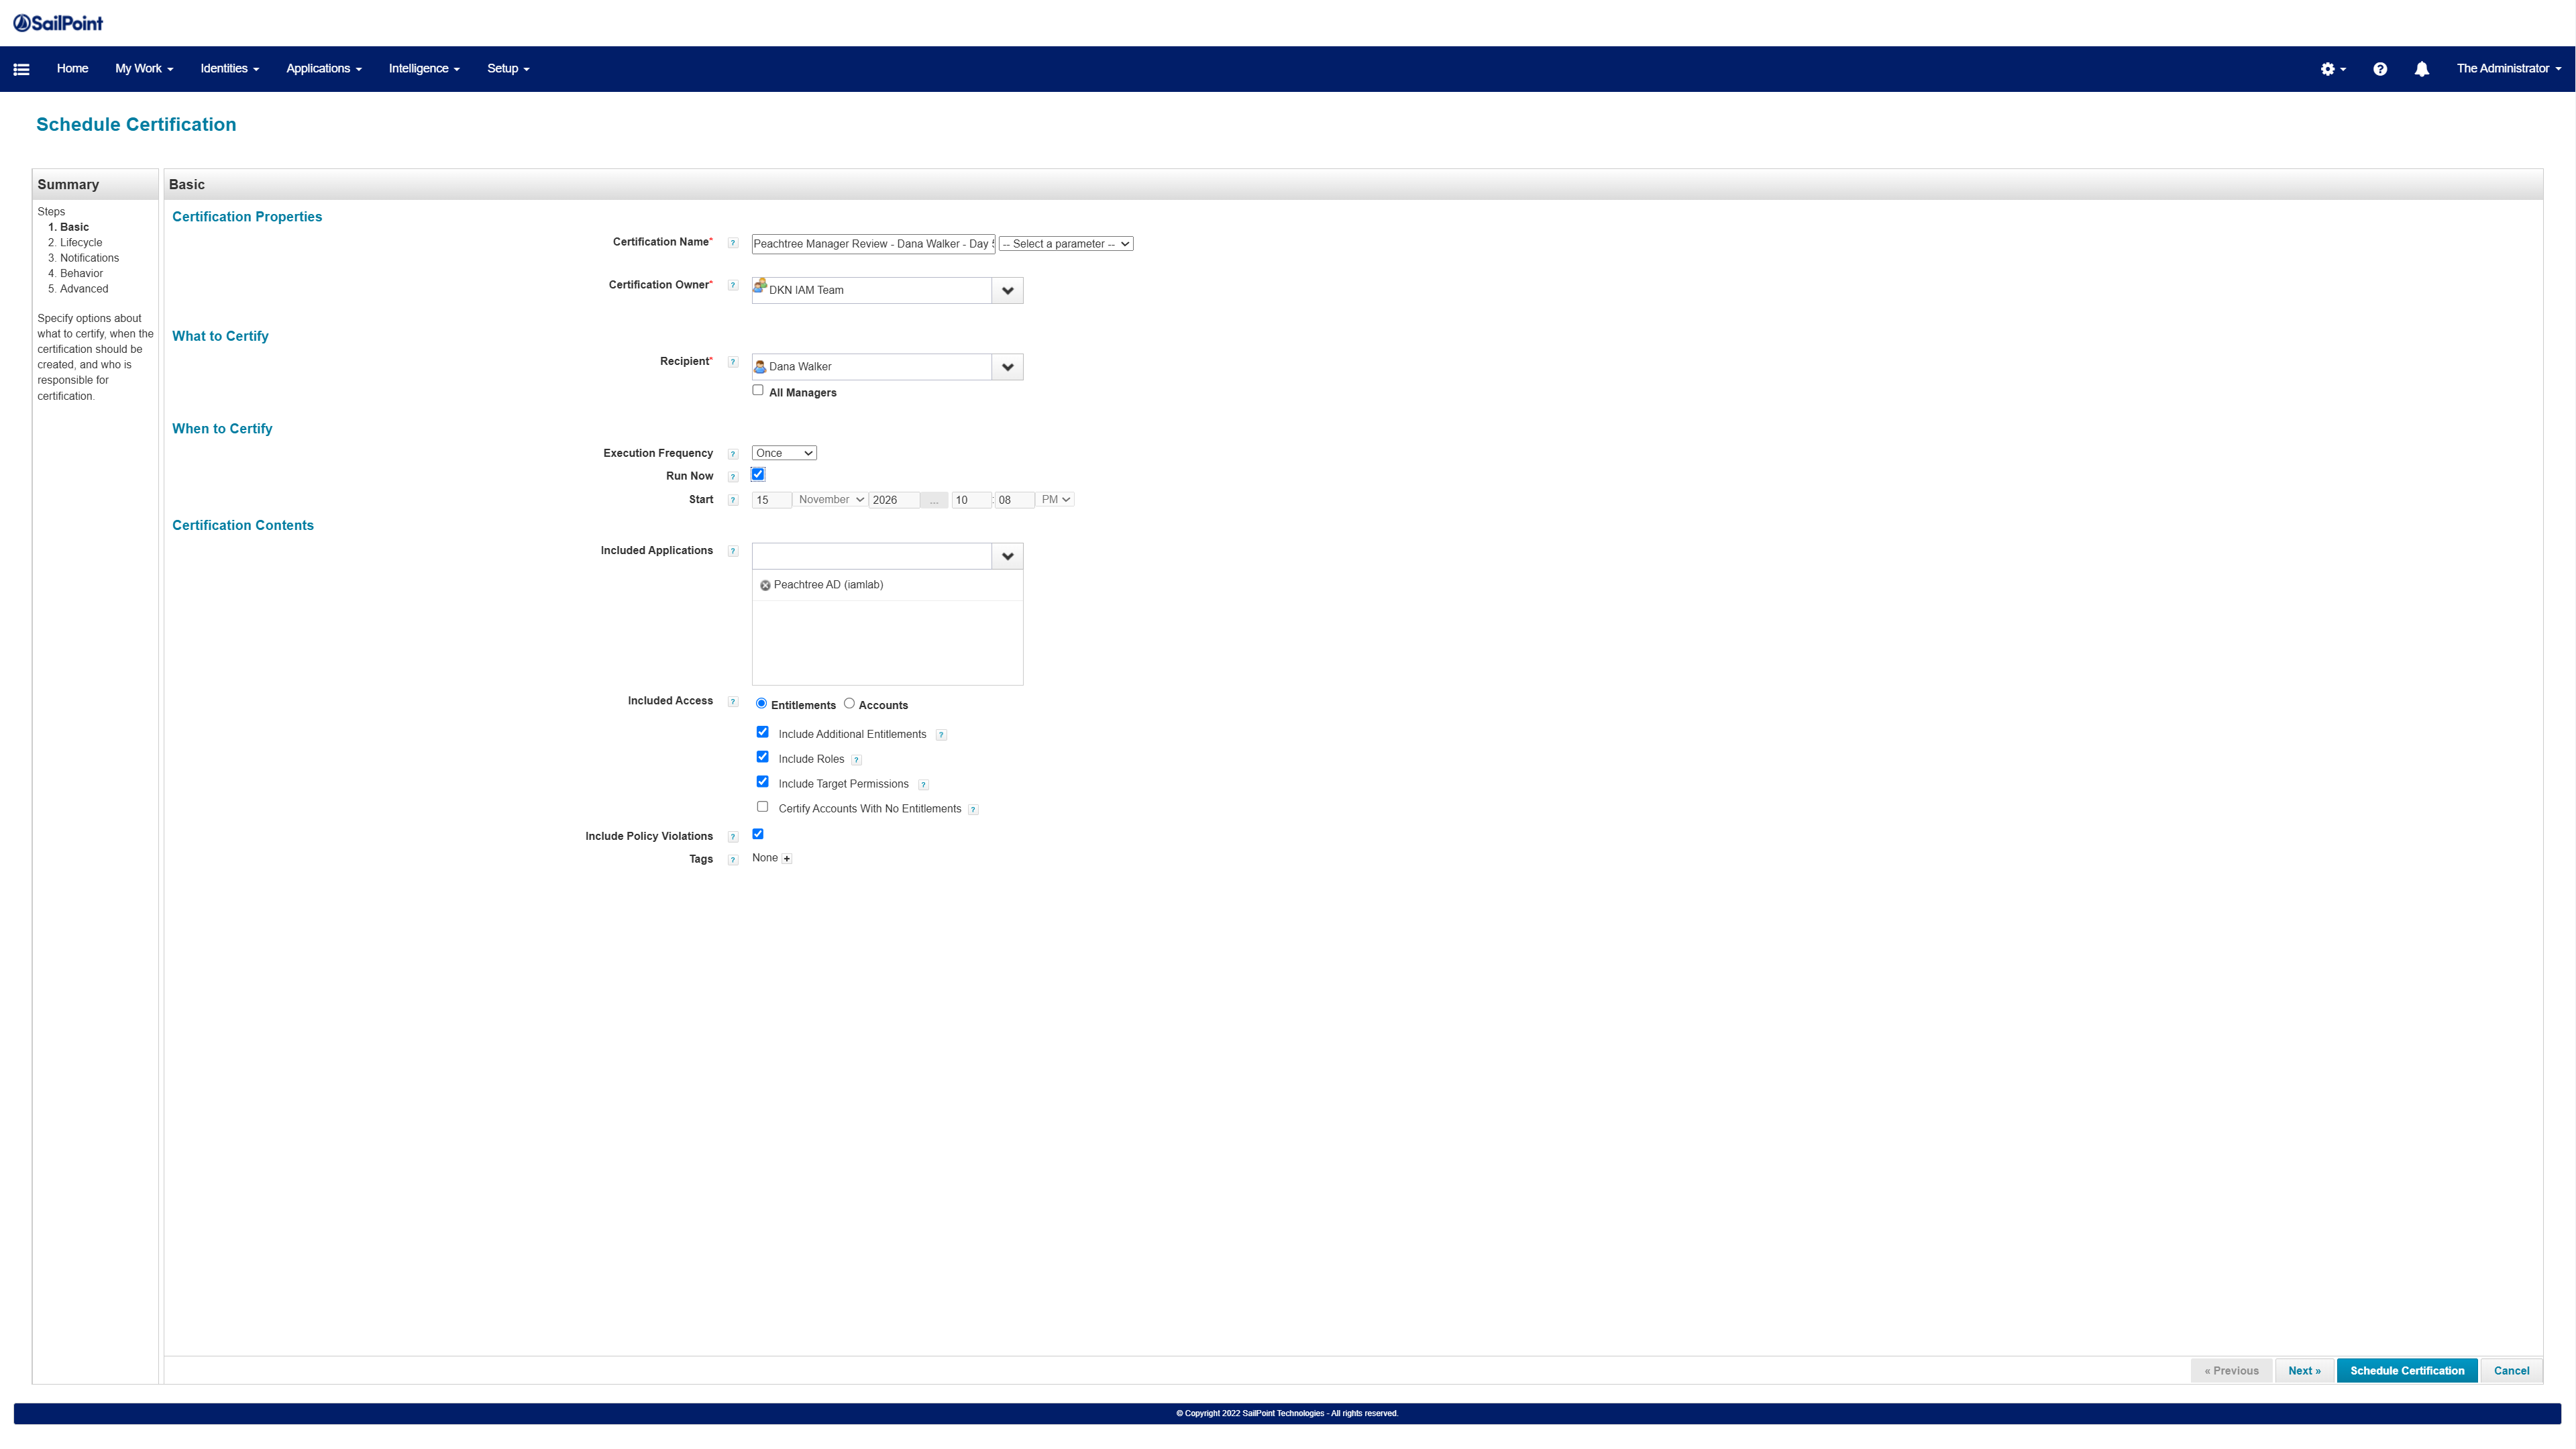 SailPoint
Home My Work Identities Applications Intelligence Setup The Administrator
Schedule Certification
Summary
Steps
1. Basic
2. Lifecycle
3. Notifications
4. Behavior
5. Advanced
Specify options about
what to certify, when the
certification should be
created, and who is
responsible for
certification.
Basic
Certification Properties
Certification Name* ? Peachtree Manager Review - Dana Walker - Day -- Select a parameter --
Certification Owner* ? DKN IAM Team
What to Certify
Recipient* ? Dana Walker
All Managers
When to Certify
Execution Frequency ? Once
Run Now ?
Start ? 15 November 2026 ... 10 : 08 PM
Certification Contents
Included Applications ?
Peachtree AD (iamlab)
Included Access ? Entitlements Accounts
Include Additional Entitlements ?
Include Roles ?
Include Target Permissions ?
Certify Accounts With No Entitlements ?
Include Policy Violations ?
Tags ? None +
« Previous Next » Schedule Certification Cancel
© Copyright 2022 SailPoint Technologies - All rights reserved.